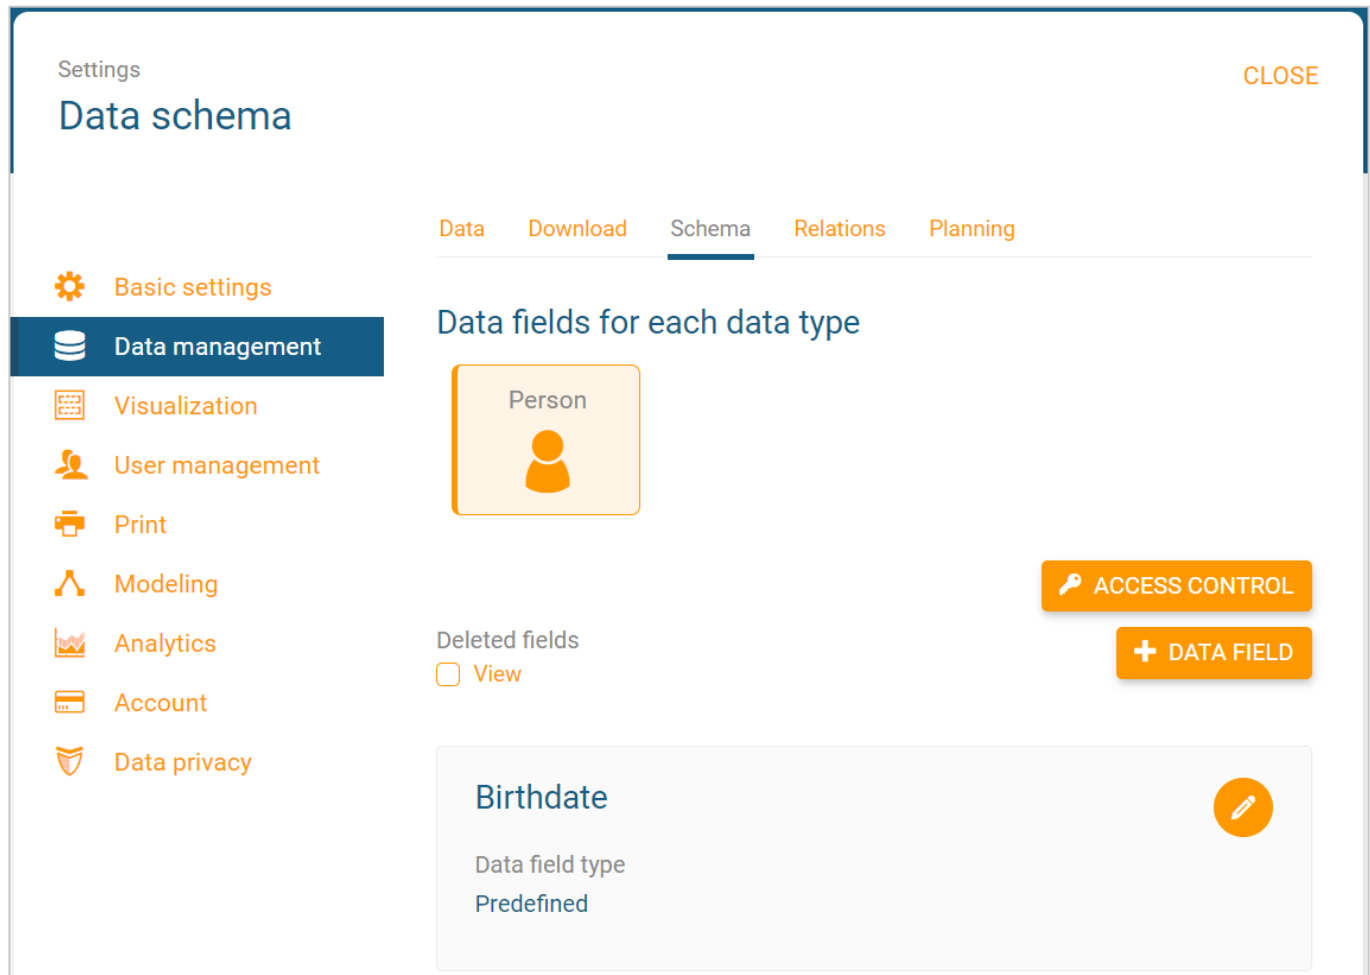 Settings
CLOSE
Data schema
Data Download Schema Relations Planning
Basic settings
Data management
Visualization
User management
Print
Modeling
Analytics
Account
Data privacy
Data fields for each data type
Person
ACCESS CONTROL
Deleted fields
View
DATA FIELD
Birthdate
Data field type
Predefined